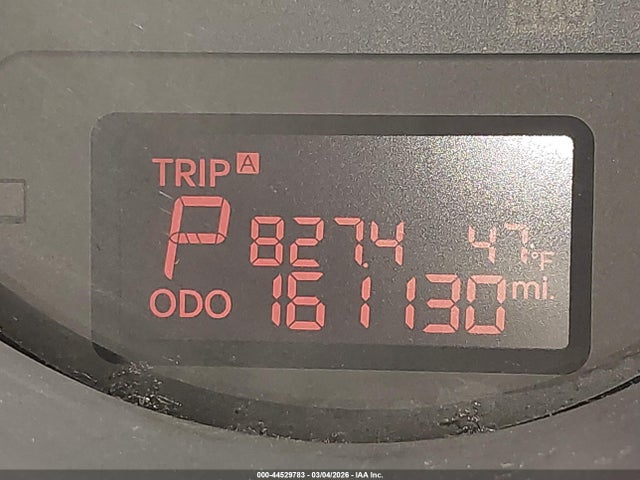 TRIP A
P 827.4 47°F
ODO 161130 mi.
000-44529783 - 03/04/2026 - IAA Inc.